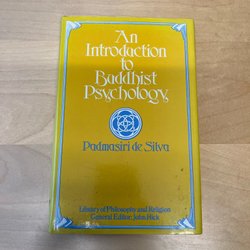 An
Introduction
to
Buddhist
Psychology
Padmasiri de Silva
Library of Philosophy and Religion
General Editor: John Hick